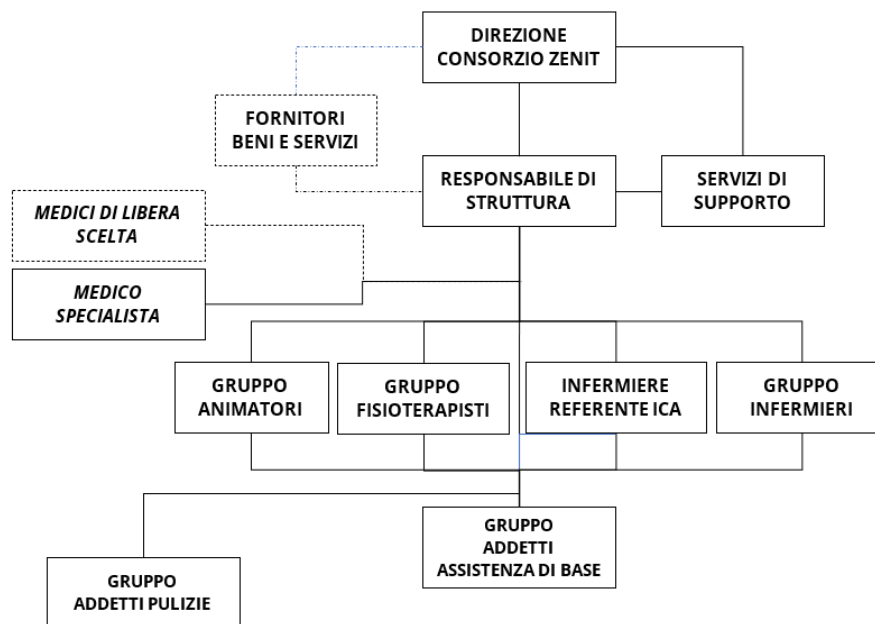 DIREZIONE
CONSORZIO ZENIT
FORNITORI
BENI E SERVIZI
RESPONSABILE DI
STRUTTURA
SERVIZI DI
SUPPORTO
MEDICI DI LIBERA
SCELTA
MEDICO
SPECIALISTA
GRUPPO
ANIMATORI
GRUPPO
FISIOTERAPISTI
INFERMIERE
REFERENTE ICA
GRUPPO
INFERMIERI
GRUPPO
ADDETTI
ASSISTENZA DI BASE
GRUPPO
ADDETTI PULIZIE